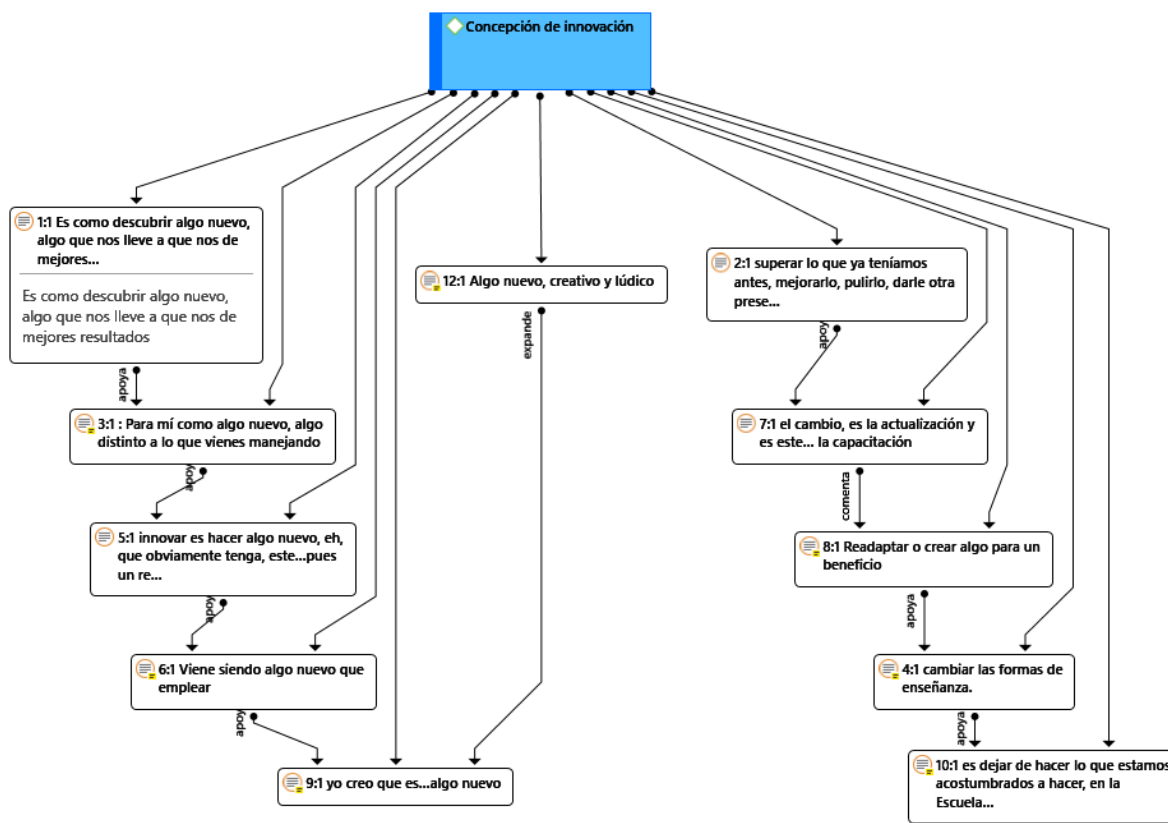 Concepción de innovación
1:1 Es como descubrir algo nuevo,
algo que nos lleve a que nos de
mejores...
Es como descubrir algo nuevo,
algo que nos lleve a que nos de
mejores resultados
apoya
3:1 : Para mí como algo nuevo, algo
distinto a lo que vienes manejando
apoy
5:1 innovar es hacer algo nuevo, eh,
que obviamente tenga, este...pues
un re...
apoy
6:1 Viene siendo algo nuevo que
emplear
apoy
9:1 yo creo que es...algo nuevo
12:1 Algo nuevo, creativo y lúdico
expande
2:1 superar lo que ya teníamos
antes, mejorarlo, pulirlo, darle otra
prese...
apoy
7:1 el cambio, es la actualización y
es este... la capacitación
comenta
8:1 Readaptar o crear algo para un
beneficio
apoya
4:1 cambiar las formas de
enseñanza.
apoya
10:1 es dejar de hacer lo que estamos
acostumbrados a hacer, en la
Escuela...